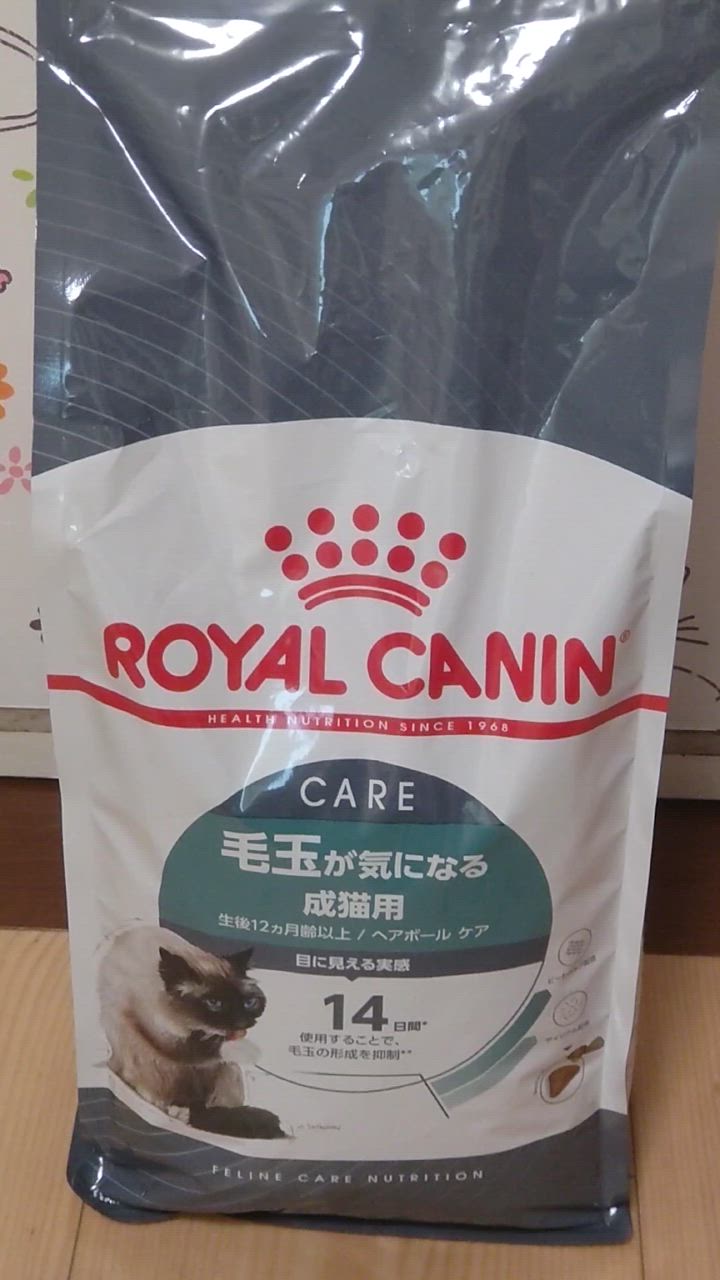 ROYAL CANIN®
HEALTH NUTRITION SINCE 1968
CARE
毛玉が気になる
成猫用
生後12ヵ月齢以上 / ヘアボール ケア
目に見える実感
14日間*
使用することで、
毛玉の形成を抑制**
FELINE CARE NUTRITION